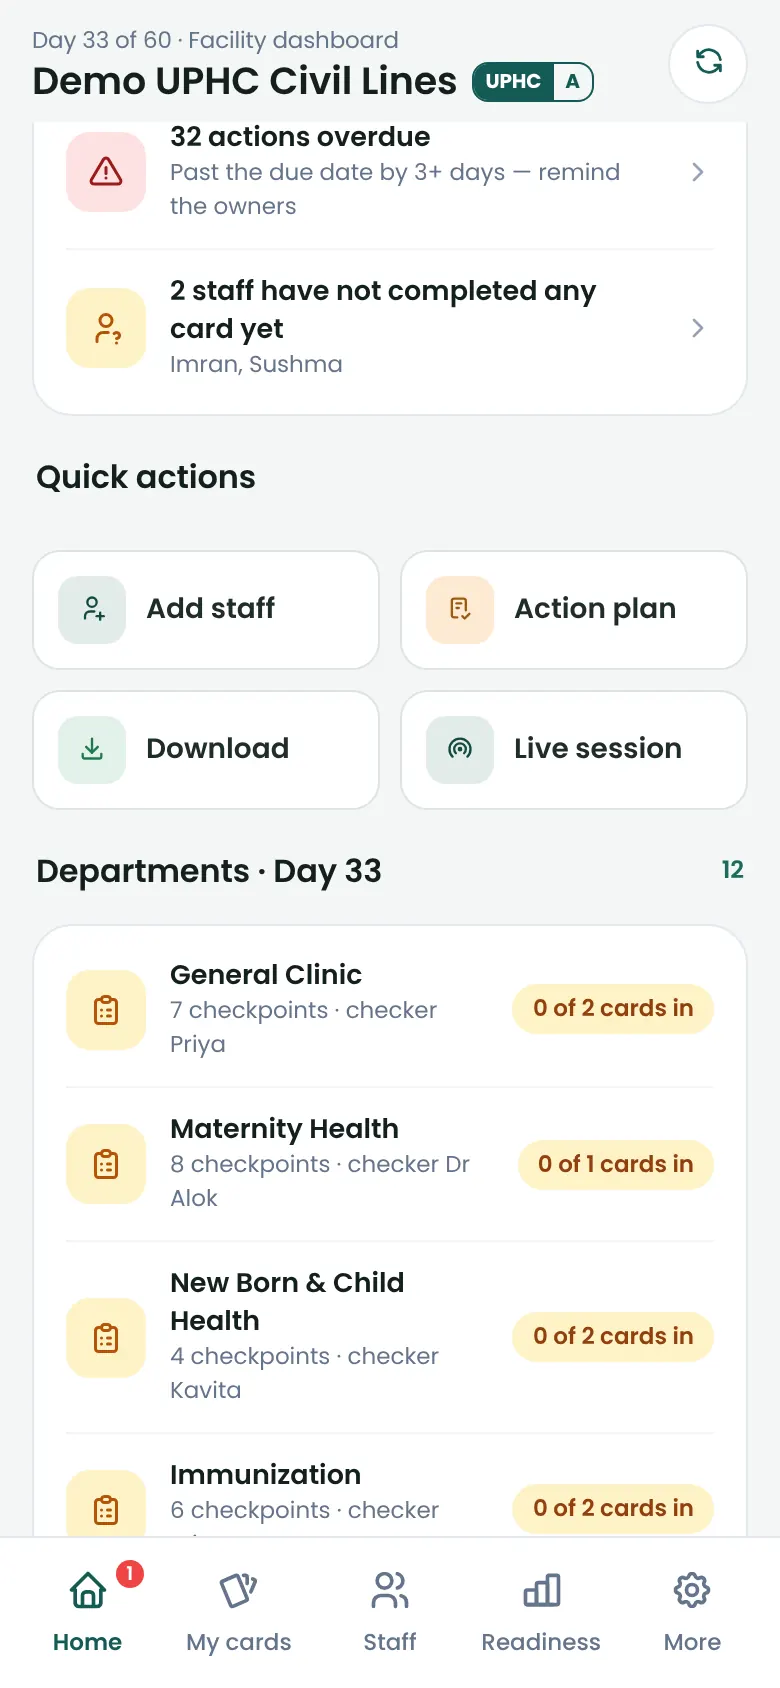 Day 33 of 60 · Facility dashboard
Demo UPHC Civil Lines UPHC A
32 actions overdue
Past the due date by 3+ days — remind
the owners
2 staff have not completed any
card yet
Imran, Sushma
Quick actions
Add staff
Action plan
Download
Live session
Departments · Day 33 12
General Clinic
7 checkpoints · checker
Priya
0 of 2 cards in
Maternity Health
8 checkpoints · checker Dr
Alok
0 of 1 cards in
New Born & Child
Health
4 checkpoints · checker
Kavita
0 of 2 cards in
Immunization
6 checkpoints · checker
0 of 2 cards in
1
Home
My cards
Staff
Readiness
More